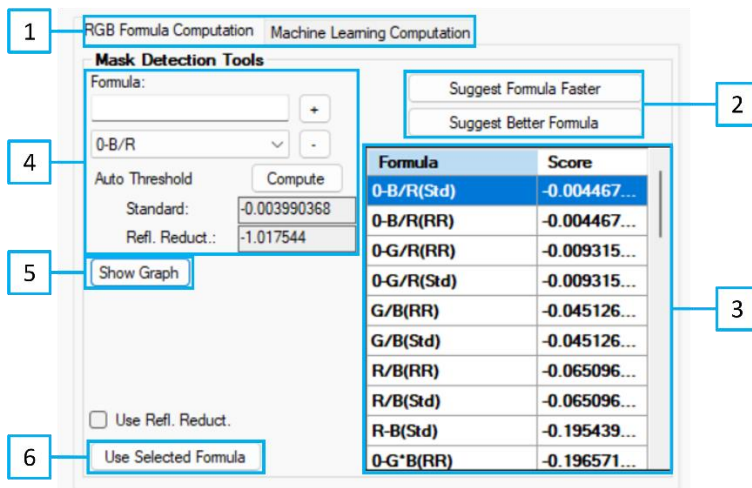 1
RGB Formula Computation
Machine Learning Computation
Mask Detection Tools
Formula:
+
0-B/R
-
Auto Threshold
Compute
Standard:
-0.003990368
Refl. Reduct.:
-1.017544
4
Suggest Formula Faster
Suggest Better Formula
2
Formula Score
0-B/R(Std) -0.004467...
0-B/R(RR) -0.004467...
0-G/R(RR) -0.009315...
0-G/R(Std) -0.009315...
G/B(RR) -0.045126...
G/B(Std) -0.045126...
R/B(RR) -0.065096...
R/B(Std) -0.065096...
R-B(Std) -0.195439...
0-G*B(RR) -0.196571...
3
5
Show Graph
Use Refl. Reduct.
6
Use Selected Formula